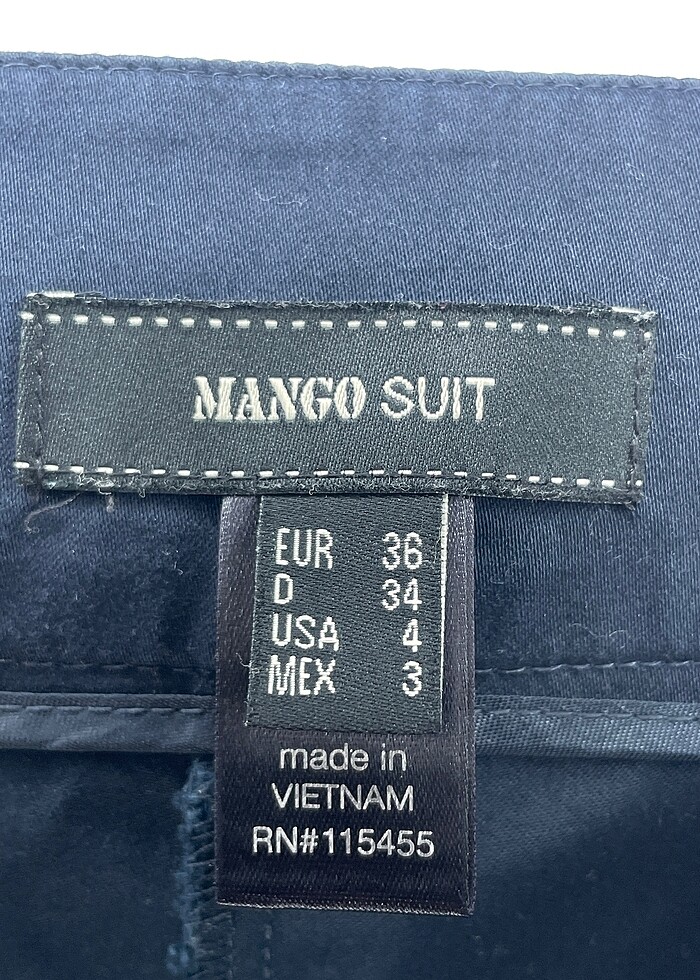 MANGO SUIT
EUR 36
D 34
USA 4
MEX 3
made in
VIETNAM
RN#115455